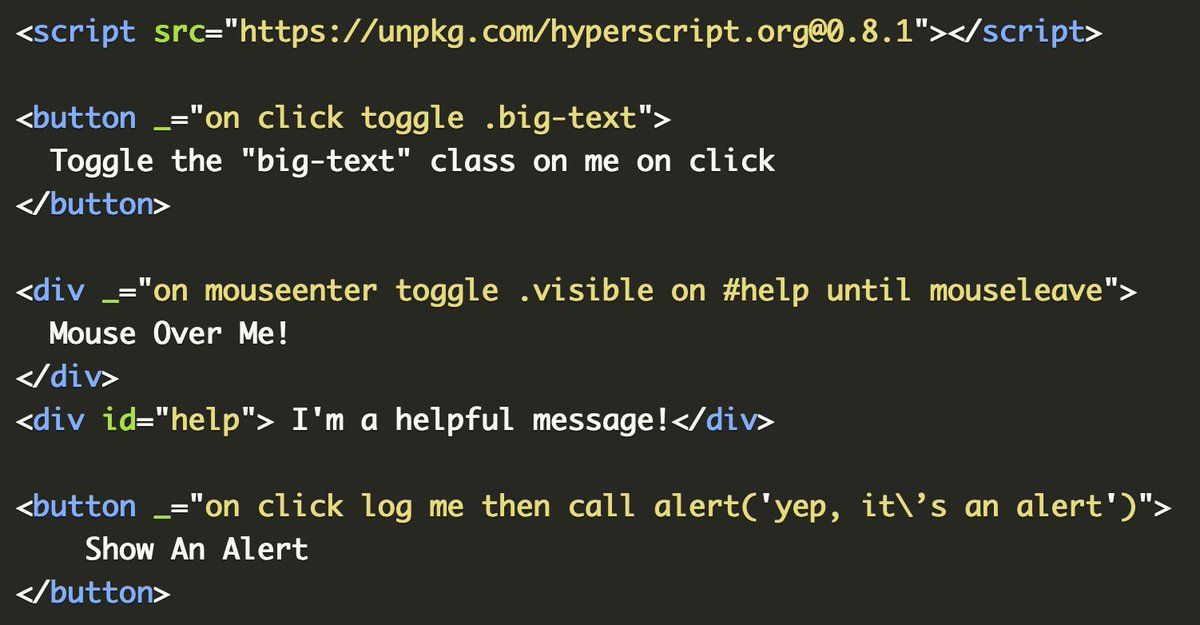 <script src="https://unpkg.com/hyperscript.org@0.8.1"></script>
<button _="on click toggle .big-text">
  Toggle the "big-text" class on me on click
</button>
<div _="on mouseenter toggle .visible on #help until mouseleave">
  Mouse Over Me!
</div>
<div id="help"> I'm a helpful message!</div>
<button _="on click log me then call alert('yep, it\’s an alert')">
    Show An Alert
</button>